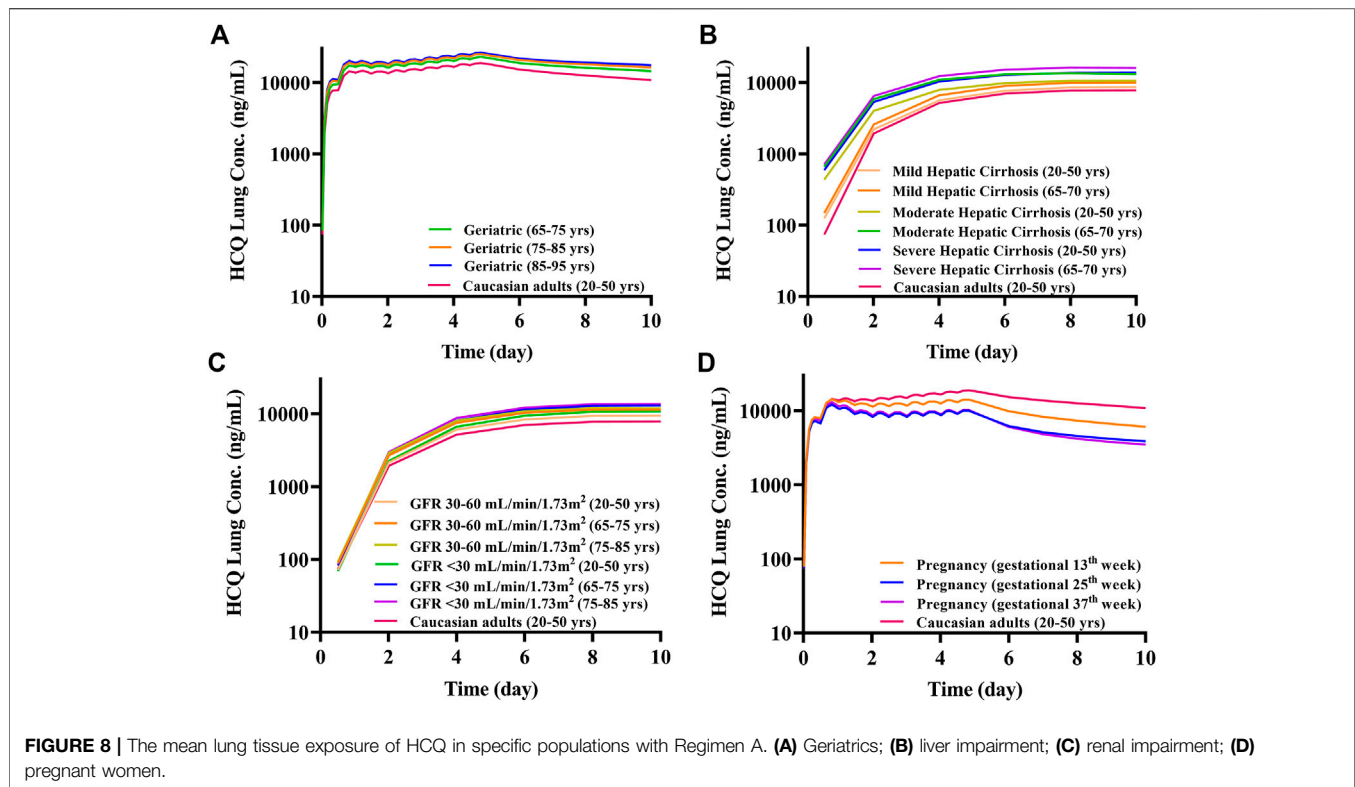 A
HCQ Lung Conc. (ng/mL)
10000
1000
100
10
Geriatric (65-75 yrs)
Geriatric (75-85 yrs)
Geriatric (85-95 yrs)
Caucasian adults (20-50 yrs)
0 2 4 6 8 10
Time (day)
B
HCQ Lung Conc. (ng/mL)
10000
1000
100
10
Mild Hepatic Cirrhosis (20-50 yrs)
Mild Hepatic Cirrhosis (65-70 yrs)
Moderate Hepatic Cirrhosis (20-50 yrs)
Moderate Hepatic Cirrhosis (65-70 yrs)
Severe Hepatic Cirrhosis (20-50 yrs)
Severe Hepatic Cirrhosis (65-70 yrs)
Caucasian adults (20-50 yrs)
0 2 4 6 8 10
Time (day)
C
HCQ Lung Conc. (ng/mL)
10000
1000
100
10
GFR 30-60 mL/min/1.73m² (20-50 yrs)
GFR 30-60 mL/min/1.73m² (65-75 yrs)
GFR 30-60 mL/min/1.73m² (75-85 yrs)
GFR <30 mL/min/1.73m² (20-50 yrs)
GFR <30 mL/min/1.73m² (65-75 yrs)
GFR <30 mL/min/1.73m² (75-85 yrs)
Caucasian adults (20-50 yrs)
0 2 4 6 8 10
Time (day)
D
HCQ Lung Conc. (ng/mL)
10000
1000
100
10
Pregnancy (gestational 13th week)
Pregnancy (gestational 25th week)
Pregnancy (gestational 37th week)
Caucasian adults (20-50 yrs)
0 2 4 6 8 10
Time (day)
FIGURE 8 | The mean lung tissue exposure of HCQ in specific populations with Regimen A. (A) Geriatrics; (B) liver impairment; (C) renal impairment; (D)
pregnant women.